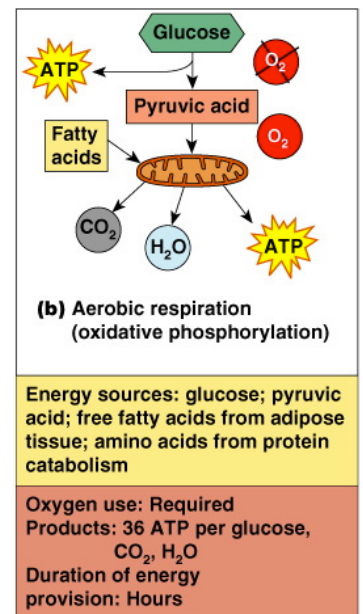 Glucose
ATP
O₂
Pyruvic acid
O₂
Fatty
acids
CO₂
H₂O
ATP
(b) Aerobic respiration
(oxidative phosphorylation)
Energy sources: glucose; pyruvic
acid; free fatty acids from adipose
tissue; amino acids from protein
catabolism
Oxygen use: Required
Products: 36 ATP per glucose,
CO₂, H₂O
Duration of energy
provision: Hours